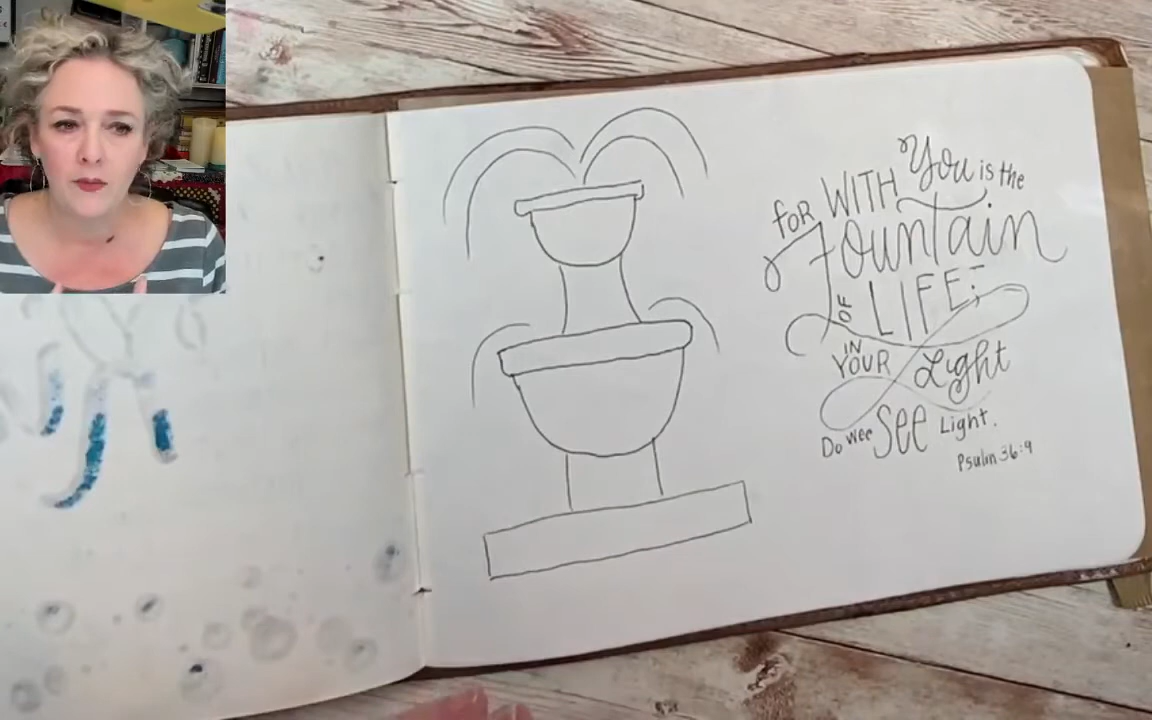 FOR WITH You is the
Fountain
OF LIFE;
IN YOUR Light
Do wee SEE Light.
Psalm 36:9